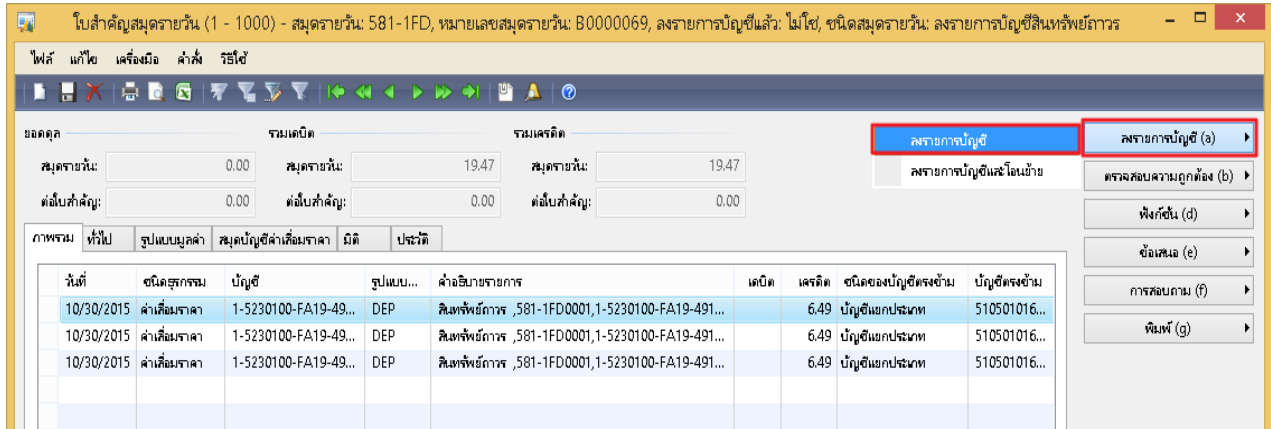 ใบสำคัญสมุดรายวัน (1 - 1000) - สมุดรายวัน: 581-1FD, หมายเลขสมุดรายวัน: B0000069, ลงรายการบัญชีแล้ว: ไม่ใช่, ชนิดสมุดรายวัน: ลงรายการบัญชีสินทรัพย์ถาวร
ไฟล์ แก้ไข เครื่องมือ คำสั่ง วิธีใช้
ยอดดุล รวมเดบิต รวมเครดิต
สมุดรายวัน: 0.00 สมุดรายวัน: 19.47 สมุดรายวัน: 19.47
ต่อใบสำคัญ: 0.00 ต่อใบสำคัญ: 0.00 ต่อใบสำคัญ: 0.00
ลงรายการบัญชี
ลงรายการบัญชีและโอนย้าย
ลงรายการบัญชี (a)
ตรวจสอบความถูกต้อง (b)
ฟังก์ชัน (d)
ข้อเสนอ (e)
การสอบถาม (f)
พิมพ์ (g)
ภาพรวม ทั่วไป รูปแบบมูลค่า สมุดบัญชีค่าเสื่อมราคา มิติ ประวัติ
วันที่ ชนิดธุรกรรม บัญชี รูปแบบ... คำอธิบายรายการ เดบิต เครดิต ชนิดของบัญชีตรงข้าม บัญชีตรงข้าม
10/30/2015 ค่าเสื่อมราคา 1-5230100-FA19-49... DEP สินทรัพย์ถาวร ,581-1FD0001,1-5230100-FA19-491... 6.49 บัญชีแยกประเภท 510501016...
10/30/2015 ค่าเสื่อมราคา 1-5230100-FA19-49... DEP สินทรัพย์ถาวร ,581-1FD0001,1-5230100-FA19-491... 6.49 บัญชีแยกประเภท 510501016...
10/30/2015 ค่าเสื่อมราคา 1-5230100-FA19-49... DEP สินทรัพย์ถาวร ,581-1FD0001,1-5230100-FA19-491... 6.49 บัญชีแยกประเภท 510501016...